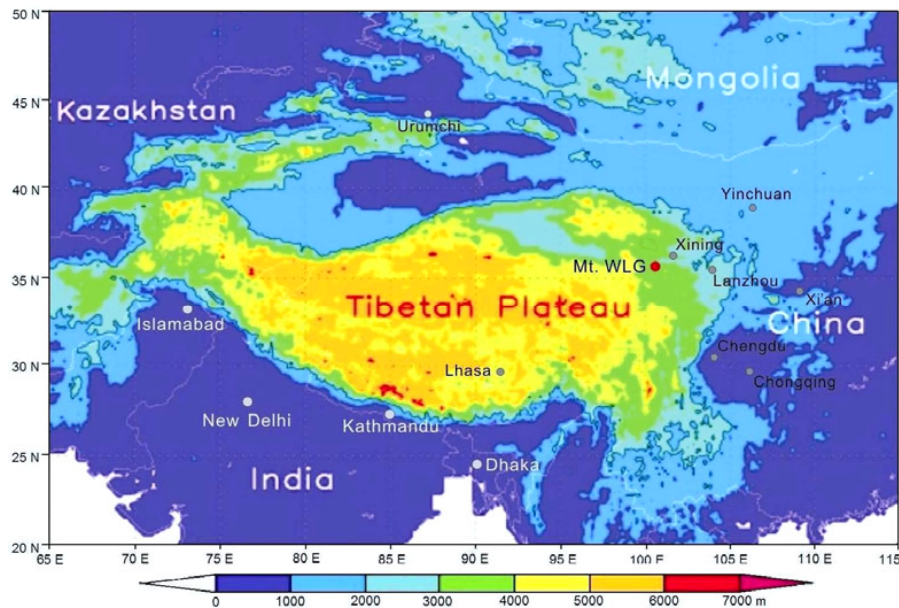 50 N
Mongolia
45 N
Kazakhstan
Urumchi
40 N
Yinchuan
Xining
Mt. WLG
35 N
Lanzhou
Tibetan Plateau
Xi'an
Islamabad
China
Chengdu
30 N
Lhasa
Chongqing
New Delhi
Kathmandu
25 N
Dhaka
India
20 N
65 E 70 E 75 E 80 E 85 E 90 E 95 E 100 E 105 E 110 E 115 E
0 1000 2000 3000 4000 5000 6000 7000 m